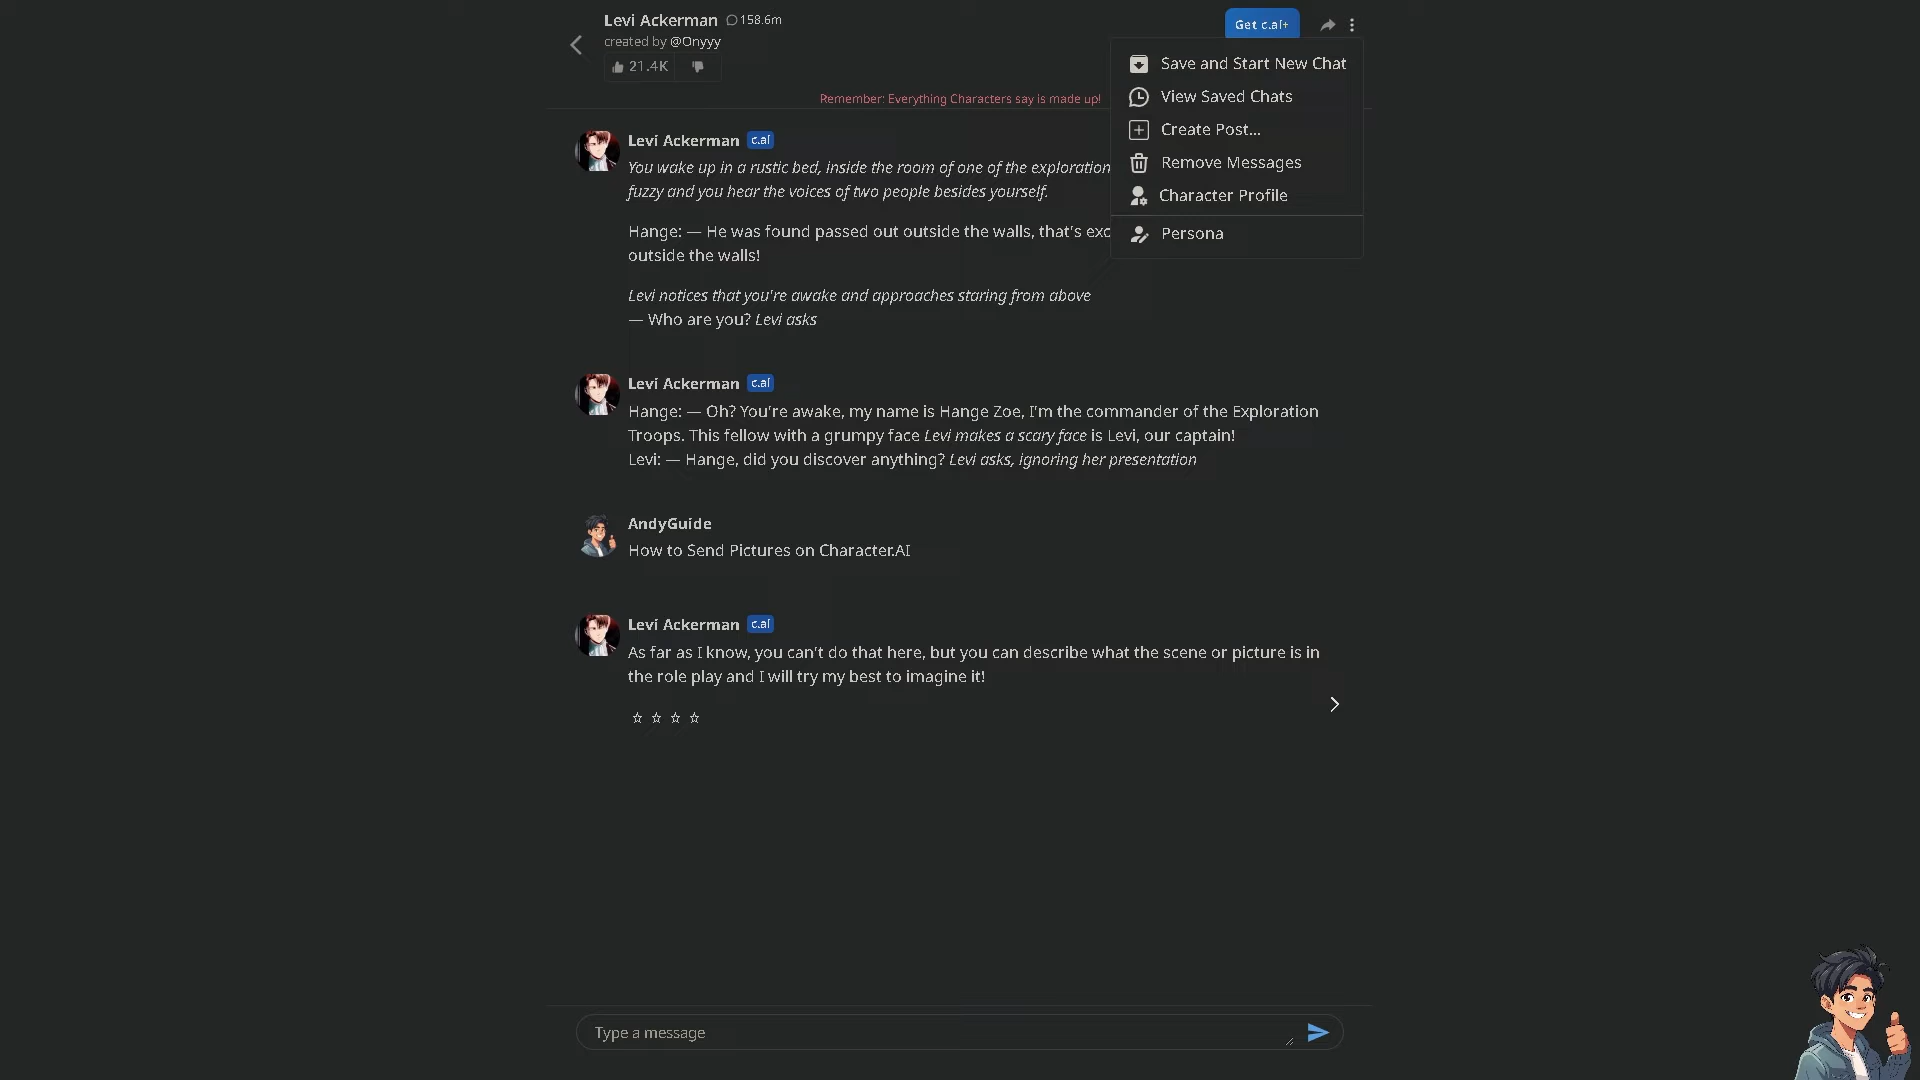 Levi Ackerman 158.6m
created by @Onyyy
21.4K
Get c.ai+
Save and Start New Chat
View Saved Chats
Create Post...
Remove Messages
Character Profile
Persona
Remember: Everything Characters say is made up!
Levi Ackerman c.ai
You wake up in a rustic bed, inside the room of one of the exploration
fuzzy and you hear the voices of two people besides yourself.
Hange: — He was found passed out outside the walls, that's exc
outside the walls!
Levi notices that you're awake and approaches staring from above
— Who are you? Levi asks
Levi Ackerman c.ai
Hange: — Oh? You're awake, my name is Hange Zoe, I'm the commander of the Exploration
Troops. This fellow with a grumpy face Levi makes a scary face is Levi, our captain!
Levi: — Hange, did you discover anything? Levi asks, ignoring her presentation
AndyGuide
How to Send Pictures on Character.AI
Levi Ackerman c.ai
As far as I know, you can't do that here, but you can describe what the scene or picture is in
the role play and I will try my best to imagine it!
Type a message